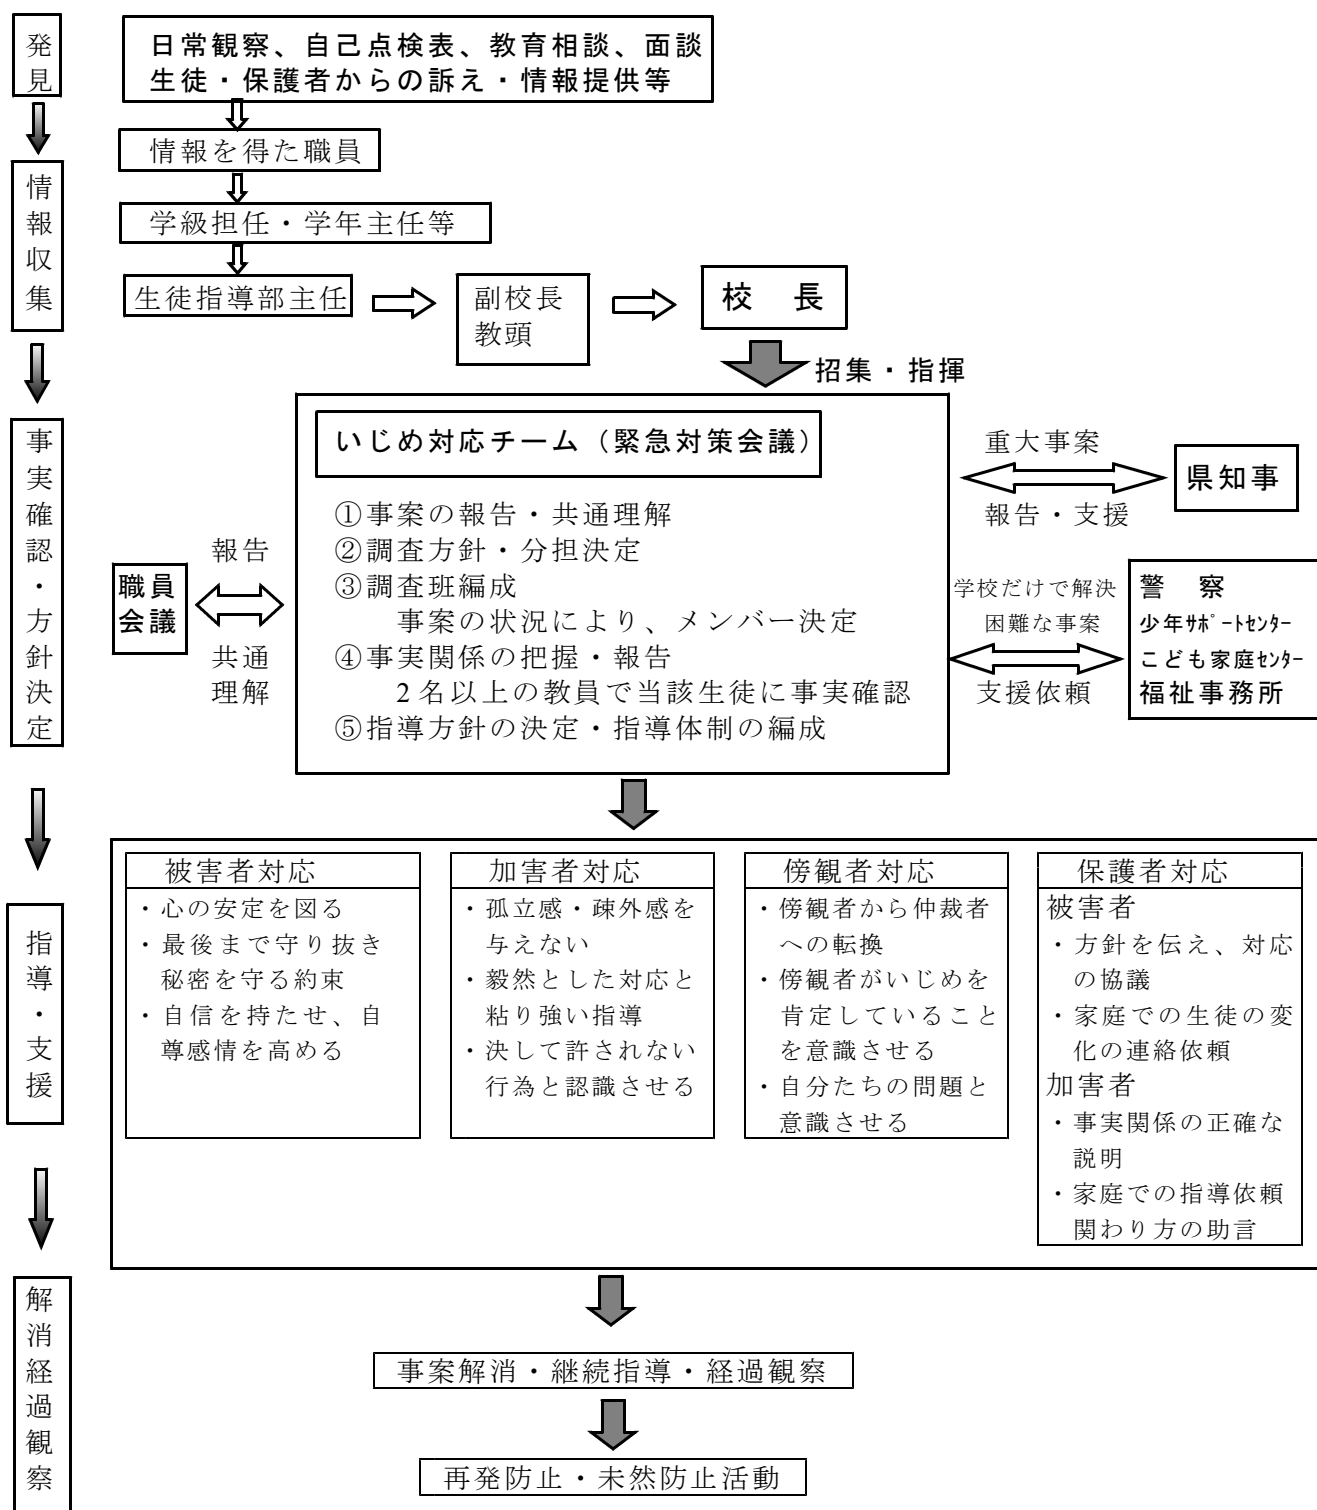 発見
日常観察、自己点検表、教育相談、面談
生徒・保護者からの訴え・情報提供等
情報を得た職員
情報収集
学級担任・学年主任等
生徒指導部主任
副校長
教頭
校　長
招集・指揮
事実確認・方針決定
いじめ対応チーム（緊急対策会議）
①事案の報告・共通理解
②調査方針・分担決定
③調査班編成
事案の状況により、メンバー決定
④事実関係の把握・報告
２名以上の教員で当該生徒に事実確認
⑤指導方針の決定・指導体制の編成
報告
職員
会議
共通
理解
重大事案
報告・支援
県知事
学校だけで解決
困難な事案
支援依頼
警　察
少年ｻﾎﾟｰﾄｾﾝﾀｰ
こども家庭ｾﾝﾀｰ
福祉事務所
指導・支援
被害者対応
・心の安定を図る
・最後まで守り抜き
秘密を守る約束
・自信を持たせ、自
尊感情を高める
加害者対応
・孤立感・疎外感を
与えない
・毅然とした対応と
粘り強い指導
・決して許されない
行為と認識させる
傍観者対応
・傍観者から仲裁者
への転換
・傍観者がいじめを
肯定していること
を意識させる
・自分たちの問題と
意識させる
保護者対応
被害者
・方針を伝え、対応
の協議
・家庭での生徒の変
化の連絡依頼
加害者
・事実関係の正確な
説明
・家庭での指導依頼
関わり方の助言
解消経過観察
事案解消・継続指導・経過観察
再発防止・未然防止活動